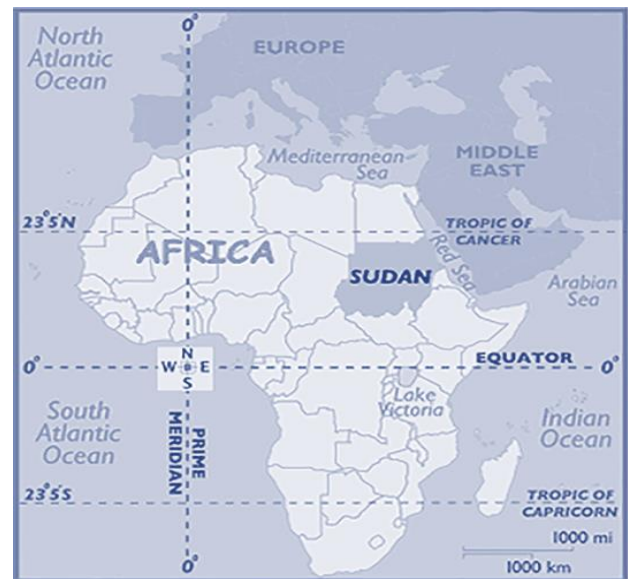 0°
North
Atlantic
Ocean
EUROPE
Mediterranean
Sea
MIDDLE
EAST
23°5'N
TROPIC OF
CANCER
AFRICA
Red Sea
SUDAN
Arabian
Sea
N
W E
S
0°
EQUATOR
0°
Lake
Victoria
South
Atlantic
Ocean
PRIME
MERIDIAN
Indian
Ocean
23°5'S
TROPIC OF
CAPRICORN
1000 mi
1000 km
0°